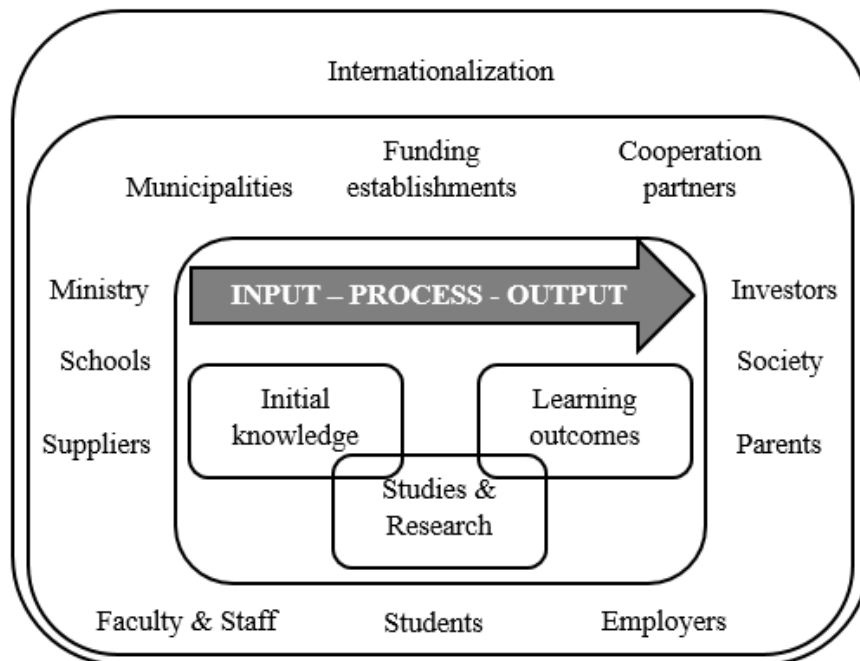 Internationalization
Funding
establishments
Cooperation
partners
Municipalities
Ministry
INPUT – PROCESS - OUTPUT
Investors
Schools
Society
Initial
knowledge
Learning
outcomes
Suppliers
Parents
Studies &
Research
Faculty & Staff
Students
Employers